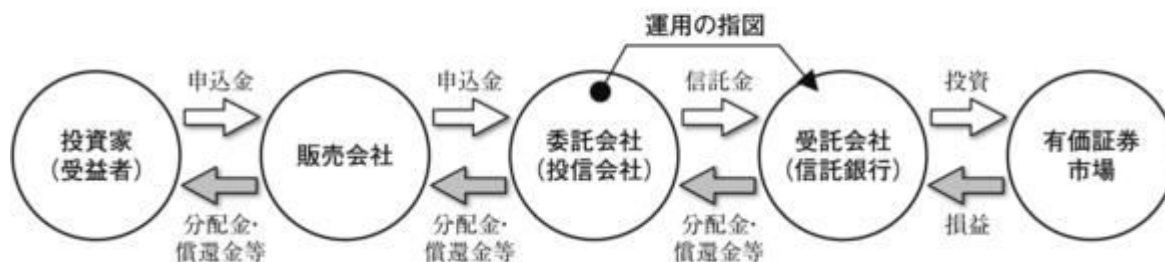 運用の指図
申込金
申込金
信託金
投資
投資家
(受益者)
販売会社
委託会社
(投信会社)
受託会社
(信託銀行)
有価証券
市場
分配金・
償還金等
分配金・
償還金等
分配金・
償還金等
損益